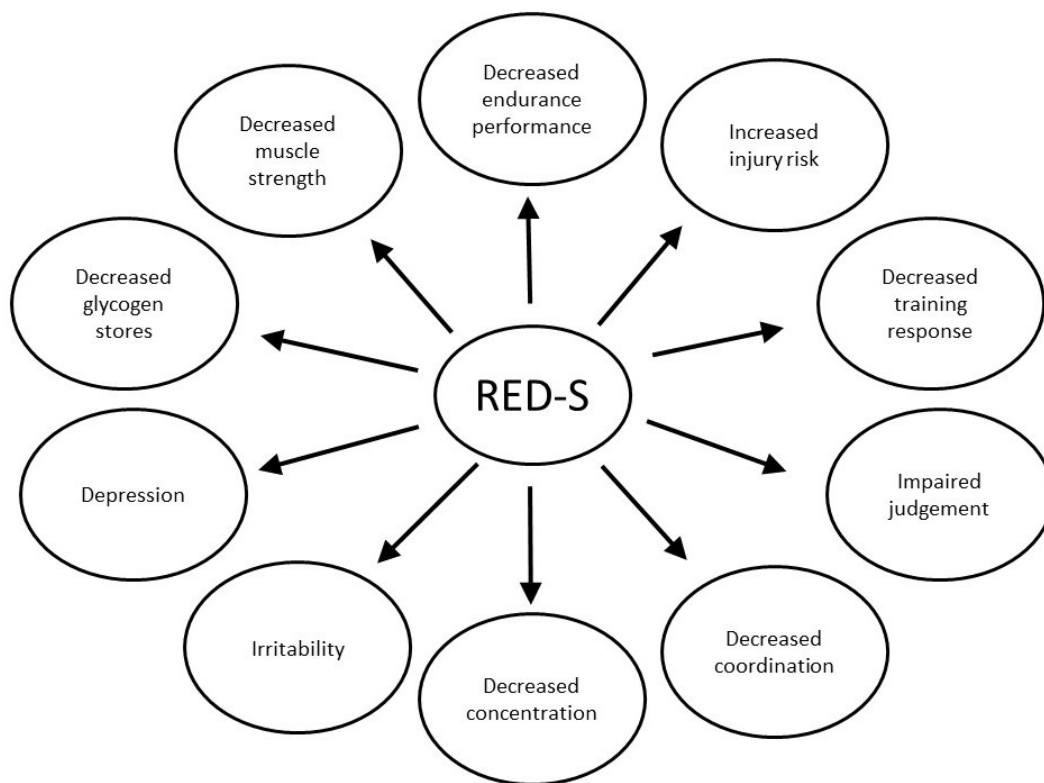 Decreased
endurance
performance
Increased
injury risk
Decreased
training
response
Impaired
judgement
Decreased
coordination
Decreased
concentration
Irritability
Depression
Decreased
glycogen
stores
Decreased
muscle
strength
RED-S